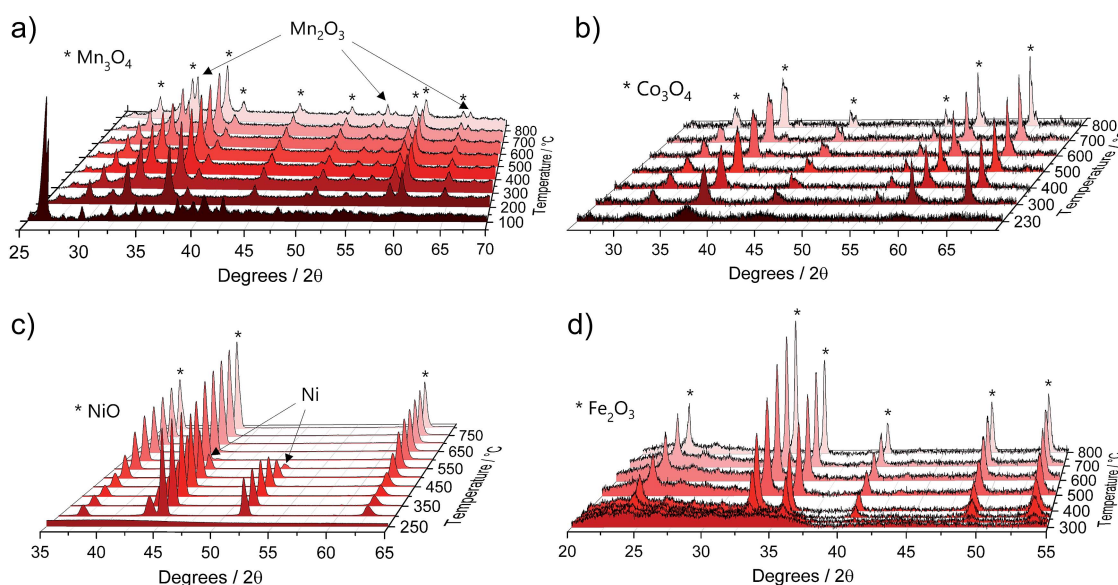 a)
* Mn₃O₄
Mn₂O₃
* * * * * * * * *
800
700
600
500
400
300
200
100
Temperature / °C
25 30 35 40 45 50 55 60 65 70
Degrees / 2θ
b)
* Co₃O₄
* * * * * *
800
700
600
500
400
300
230
Temperature / °C
30 35 40 45 50 55 60 65
Degrees / 2θ
c)
* NiO
Ni
* * *
750
650
550
450
350
250
Temperature / °C
35 40 45 50 55 60 65
Degrees / 2θ
d)
* Fe₂O₃
* * * * * *
800
700
600
500
400
300
Temperature / °C
20 25 30 35 40 45 50 55
Degrees / 2θ